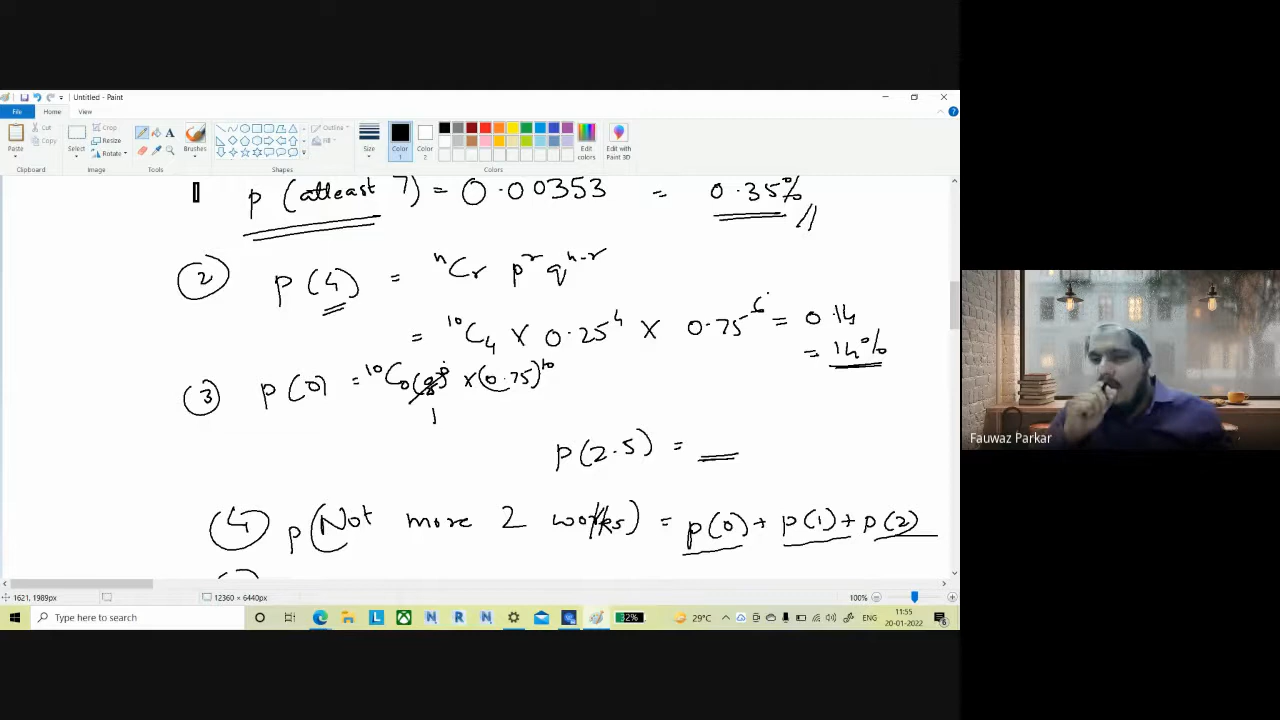 Untitled - Paint
File Home View
Paste Cut Copy Select Crop Resize Rotate Brushes Outline Fill Size Color 1 Color 2 Edit colors Edit with Paint 3D
Clipboard Image Tools Shapes Colors
p (atleast 7) = 0.00353 = 0.35%
② p(4) = ⁿCᵣ pʳ qⁿ⁻ʳ
= ¹⁰C₄ × 0.25⁴ × 0.75⁶ = 0.14
= 14%
③ p(0) = ¹⁰C₀ × (0.75)¹⁰
1
p(2.5) =
④ p(Not more 2 works) = p(0) + p(1) + p(2)
Fauwaz Parkar
1621, 1989px 12360 × 6440px 100%
Type here to search 52% 29°C ENG 11:55
20-01-2022